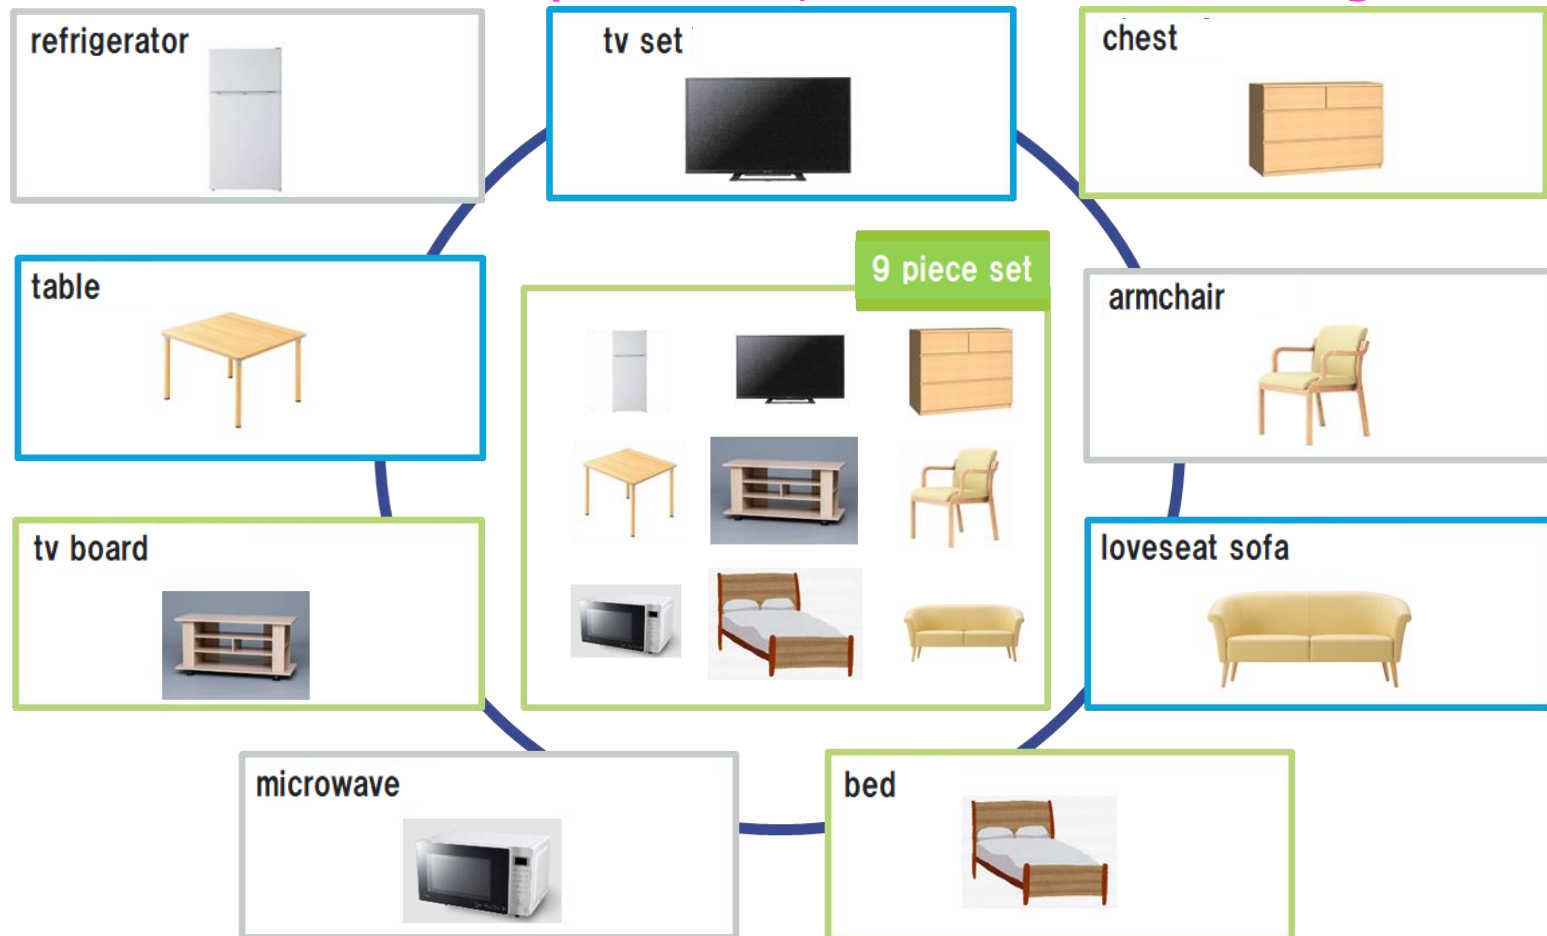 refrigerator
tv set
chest
table
9 piece set
armchair
tv board
loveseat sofa
microwave
bed